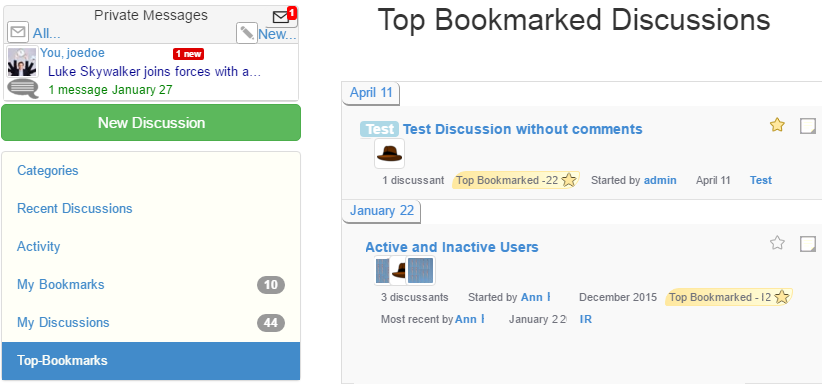 Private Messages
1
All...
New...
You, joedoe
1 new
Luke Skywalker joins forces with a...
1 message January 27
New Discussion
Categories
Recent Discussions
Activity
My Bookmarks 10
My Discussions 44
Top-Bookmarks
Top Bookmarked Discussions
April 11
Test Test Discussion without comments
1 discussant Top Bookmarked -22 Started by admin April 11 Test
January 22
Active and Inactive Users
3 discussants Started by Ann December 2015 Top Bookmarked - 12
Most recent by Ann January 22 IR